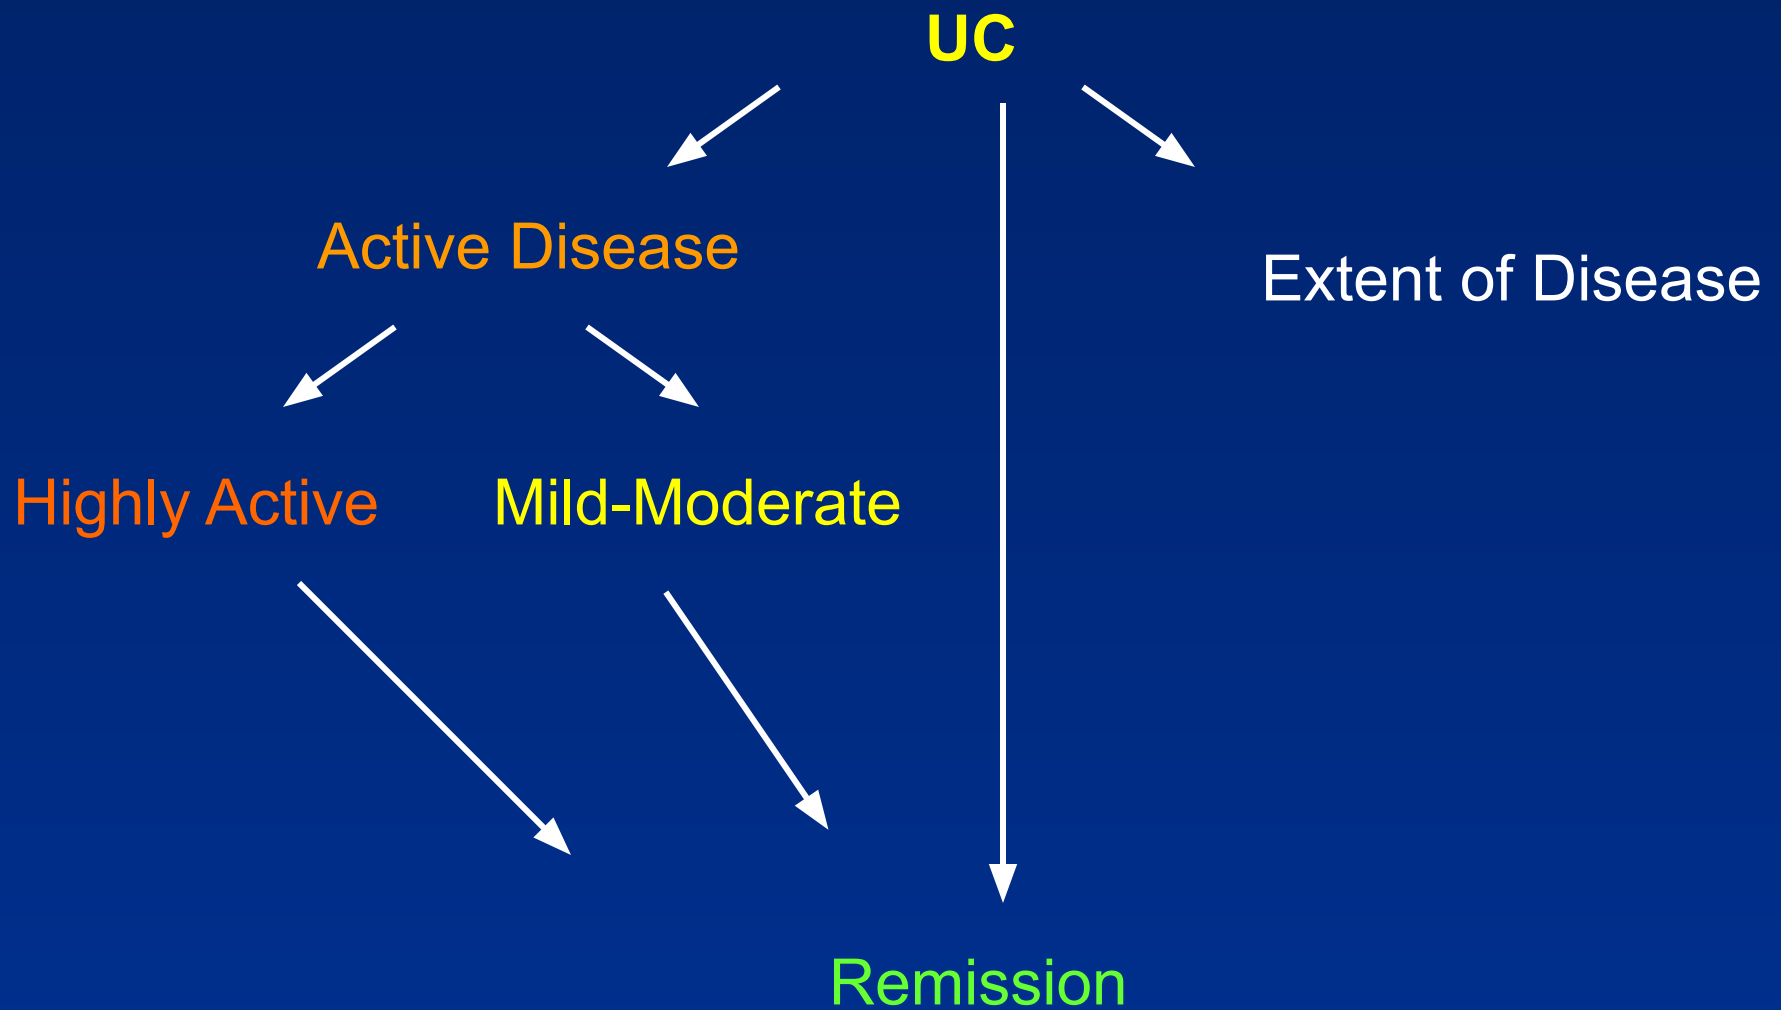 UC
Active Disease
Extent of Disease
Highly Active
Mild-Moderate
Remission